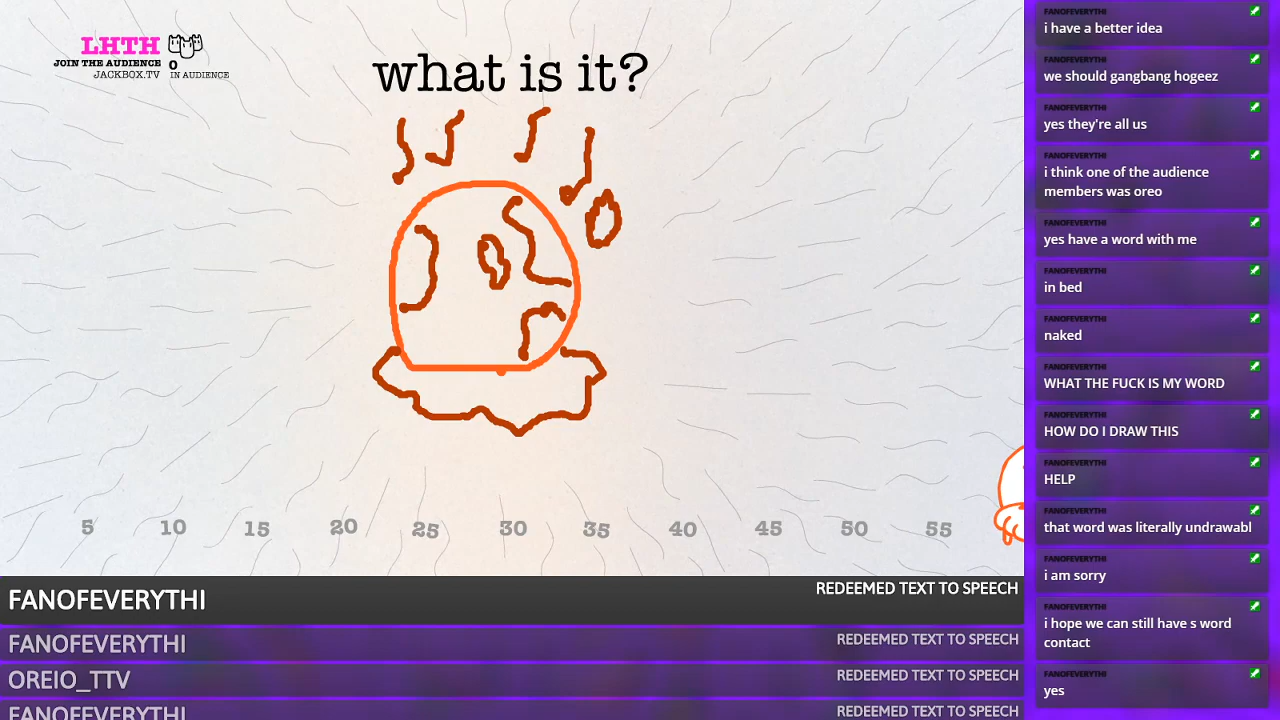 LHTH
JOIN THE AUDIENCE
JACKBOX.TV
0
IN AUDIENCE
what is it?
5 10 15 20 25 30 35 40 45 50 55
FANOFEVERYTHI
REDEEMED TEXT TO SPEECH
FANOFEVERYTHI
REDEEMED TEXT TO SPEECH
OREIO_TTV
REDEEMED TEXT TO SPEECH
FANOFEVERYTHI
REDEEMED TEXT TO SPEECH
FANOFEVERYTHI
i have a better idea
FANOFEVERYTHI
we should gangbang hogeez
FANOFEVERYTHI
yes they're all us
FANOFEVERYTHI
i think one of the audience
members was oreo
FANOFEVERYTHI
yes have a word with me
FANOFEVERYTHI
in bed
FANOFEVERYTHI
naked
FANOFEVERYTHI
WHAT THE FUCK IS MY WORD
FANOFEVERYTHI
HOW DO I DRAW THIS
FANOFEVERYTHI
HELP
FANOFEVERYTHI
that word was literally undrawabl
FANOFEVERYTHI
i am sorry
FANOFEVERYTHI
i hope we can still have s word
contact
FANOFEVERYTHI
yes